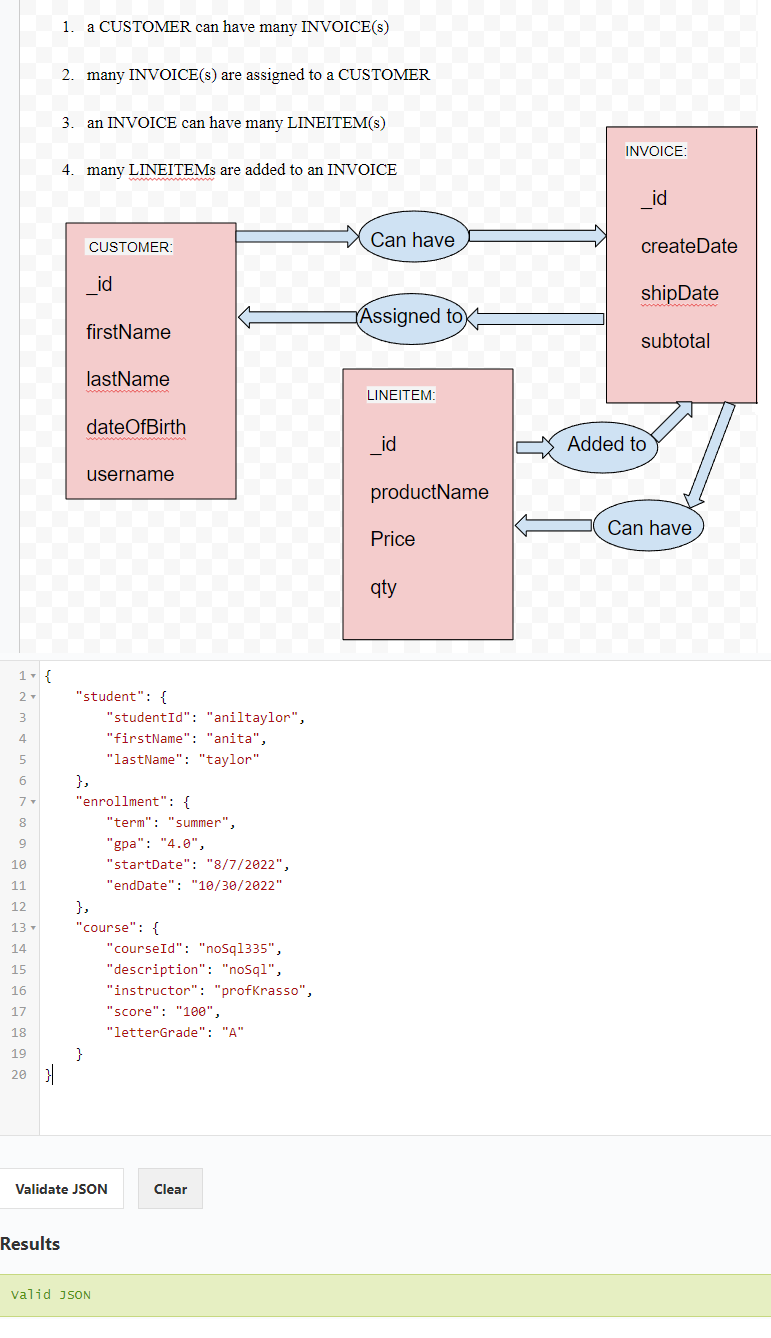 1. a CUSTOMER can have many INVOICE(s)
2. many INVOICE(s) are assigned to a CUSTOMER
3. an INVOICE can have many LINEITEM(s)
4. many LINEITEMs are added to an INVOICE
CUSTOMER:
_id
firstName
lastName
dateOfBirth
username
Can have
Assigned to
INVOICE:
_id
createDate
shipDate
subtotal
LINEITEM:
_id
productName
Price
qty
Added to
Can have
1 {
2 "student": {
3 "studentId": "aniltaylor",
4 "firstName": "anita",
5 "lastName": "taylor"
6 },
7 "enrollment": {
8 "term": "summer",
9 "gpa": "4.0",
10 "startDate": "8/7/2022",
11 "endDate": "10/30/2022"
12 },
13 "course": {
14 "courseId": "noSql335",
15 "description": "noSql",
16 "instructor": "profKrasso",
17 "score": "100",
18 "letterGrade": "A"
19 }
20 }
Validate JSON Clear
Results
Valid JSON